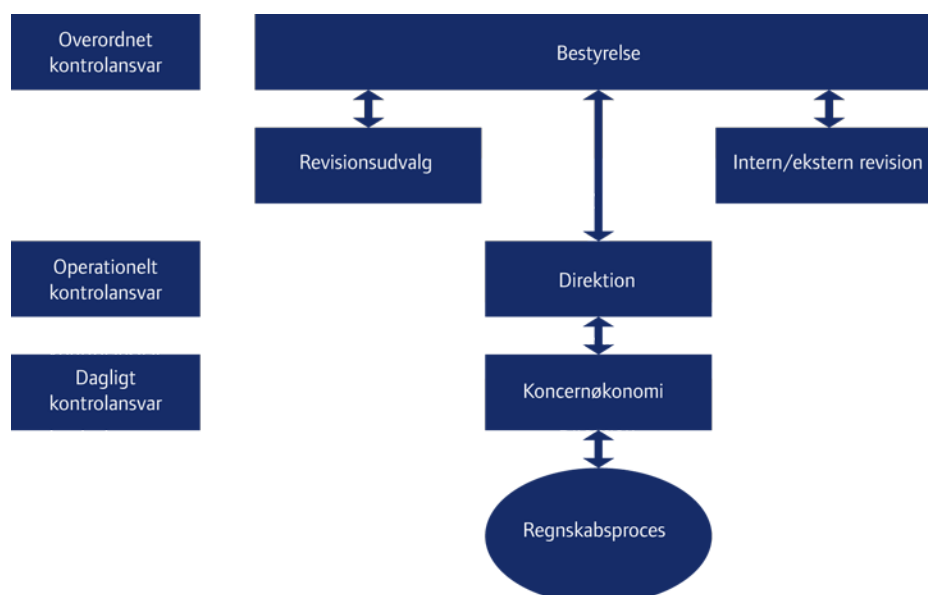 Overordnet
kontrolansvar
Bestyrelse
Revisionsudvalg
Intern/ekstern revision
Operationelt
kontrolansvar
Direktion
Dagligt
kontrolansvar
Koncernøkonomi
Regnskabsproces